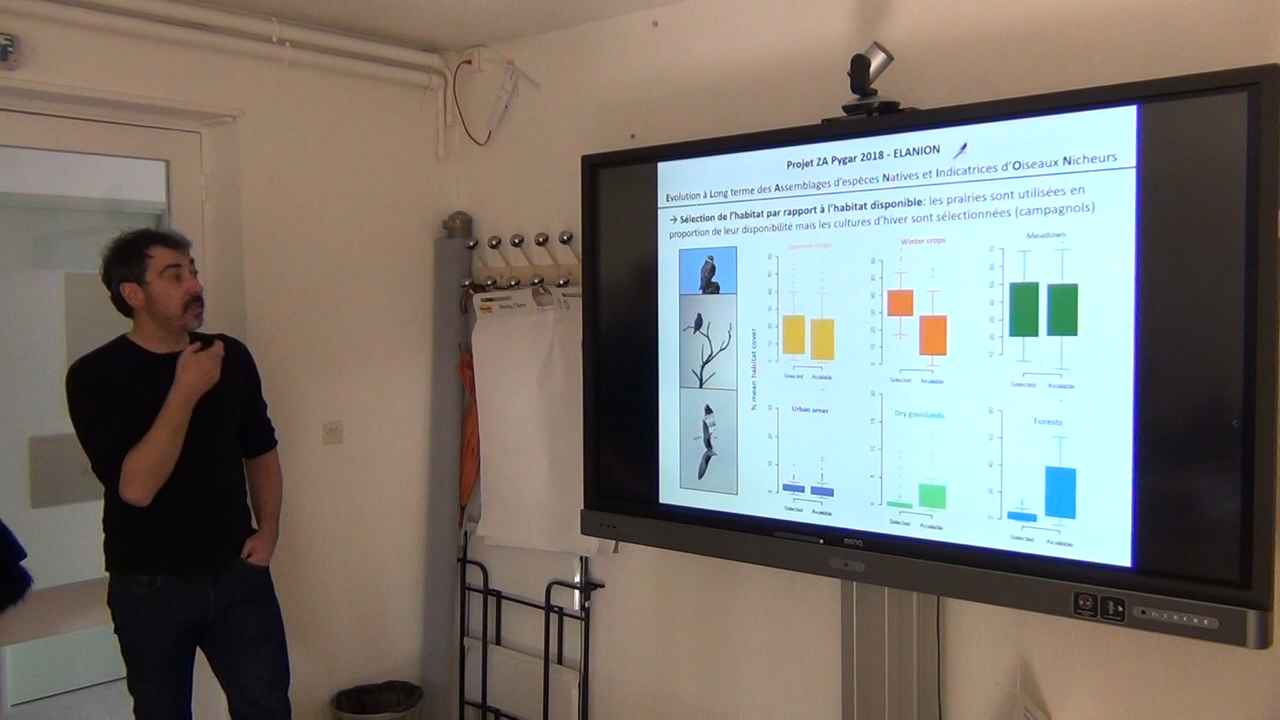 Projet ZA Pygar 2018 - ELANION
Evolution à Long terme des Assemblages d'espèces Natives et Indicatrices d'Oiseaux Nicheurs
→ Sélection de l'habitat par rapport à l'habitat disponible: les prairies sont utilisées en
proportion de leur disponibilité mais les cultures d'hiver sont sélectionnées (campagnols)
Summer crops
Winter crops
Meadows
% mean habitat cover
Selected Available
Selected Available
Selected Available
Urban areas
Dry grasslands
Forests
Selected Available
Selected Available
Selected Available
BenQ